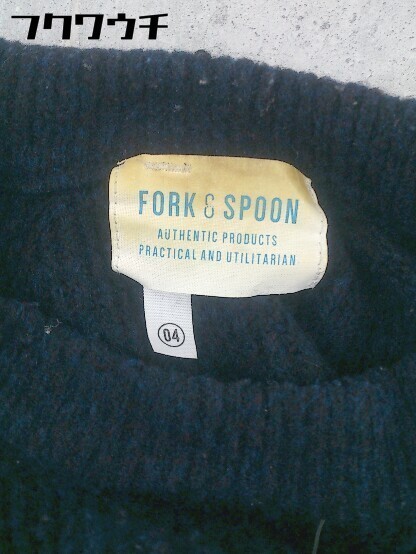 フクワウチ
FORK & SPOON
AUTHENTIC PRODUCTS
PRACTICAL AND UTILITARIAN
04